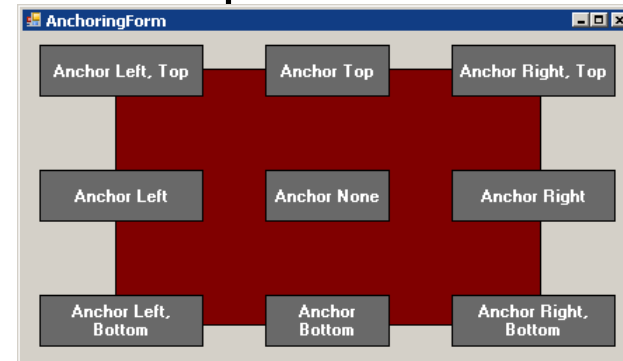 AnchoringForm
Anchor Left, Top
Anchor Top
Anchor Right, Top
Anchor Left
Anchor None
Anchor Right
Anchor Left,
Bottom
Anchor
Bottom
Anchor Right,
Bottom